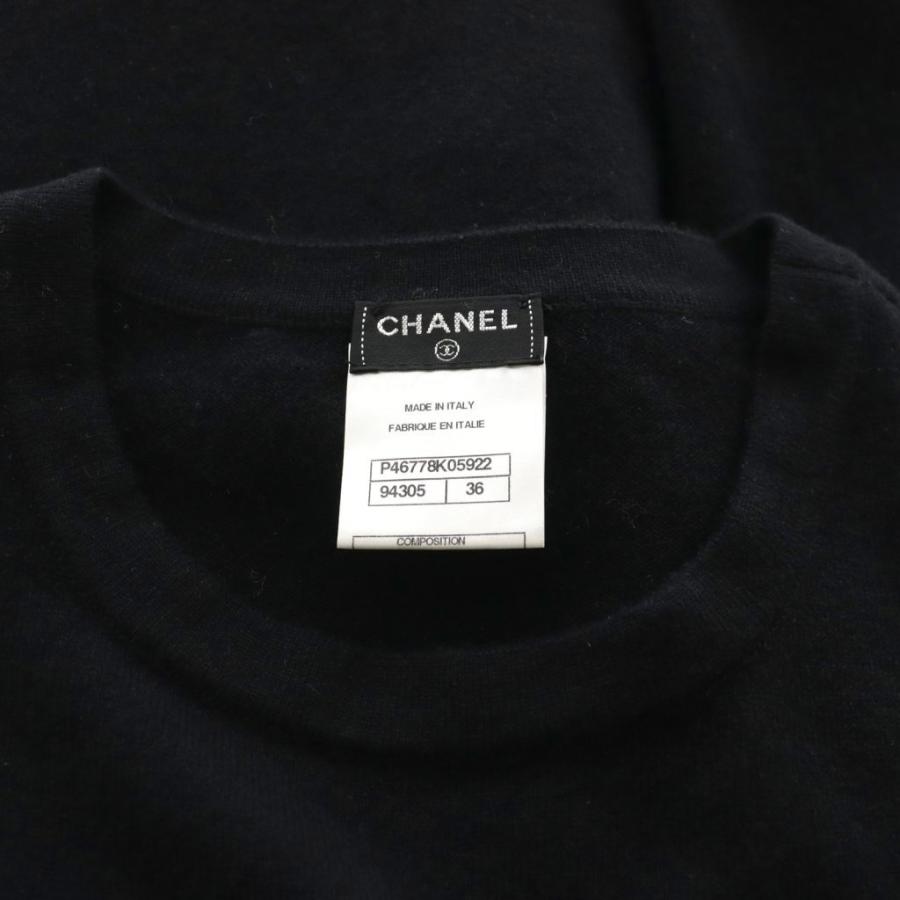 CHANEL
MADE IN ITALY
FABRIQUE EN ITALIE
P46778K05922
94305 36
COMPOSITION